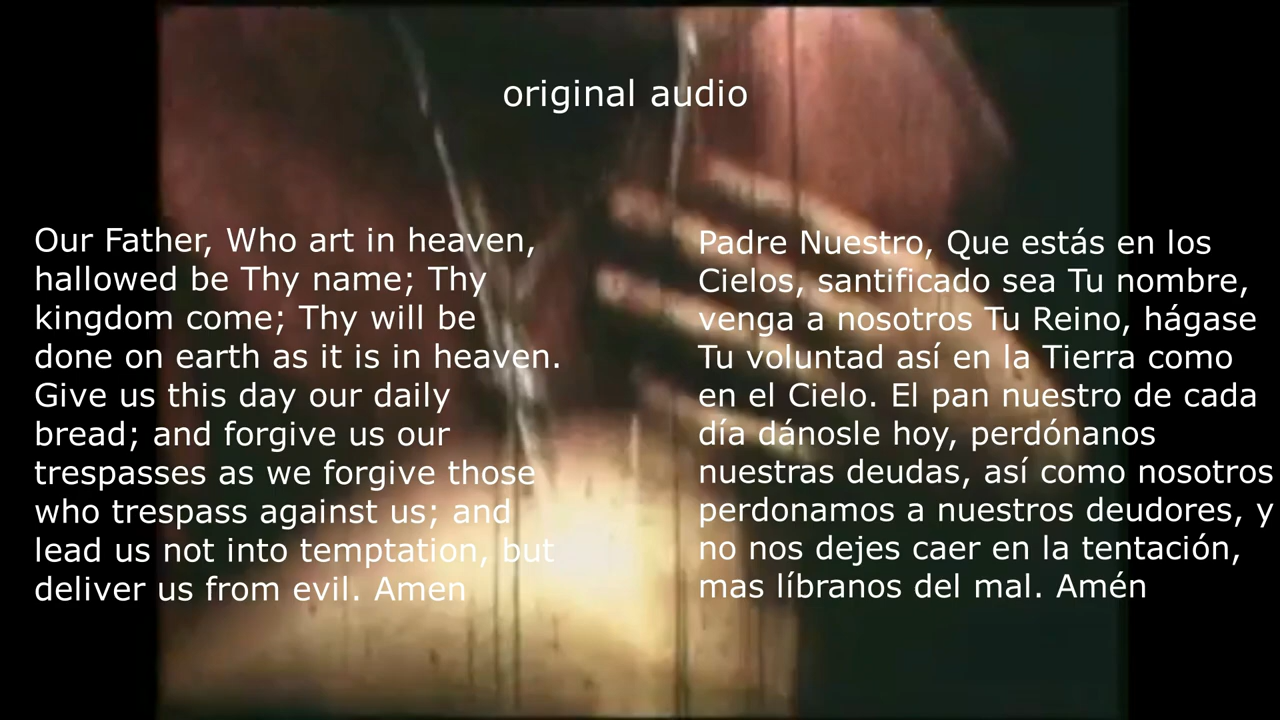 original audio
Our Father, Who art in heaven,
hallowed be Thy name; Thy
kingdom come; Thy will be
done on earth as it is in heaven.
Give us this day our daily
bread; and forgive us our
trespasses as we forgive those
who trespass against us; and
lead us not into temptation, but
deliver us from evil. Amen
Padre Nuestro, Que estás en los
Cielos, santificado sea Tu nombre,
venga a nosotros Tu Reino, hágase
Tu voluntad así en la Tierra como
en el Cielo. El pan nuestro de cada
día dánosle hoy, perdónanos
nuestras deudas, así como nosotros
perdonamos a nuestros deudores, y
no nos dejes caer en la tentación,
mas líbranos del mal. Amén